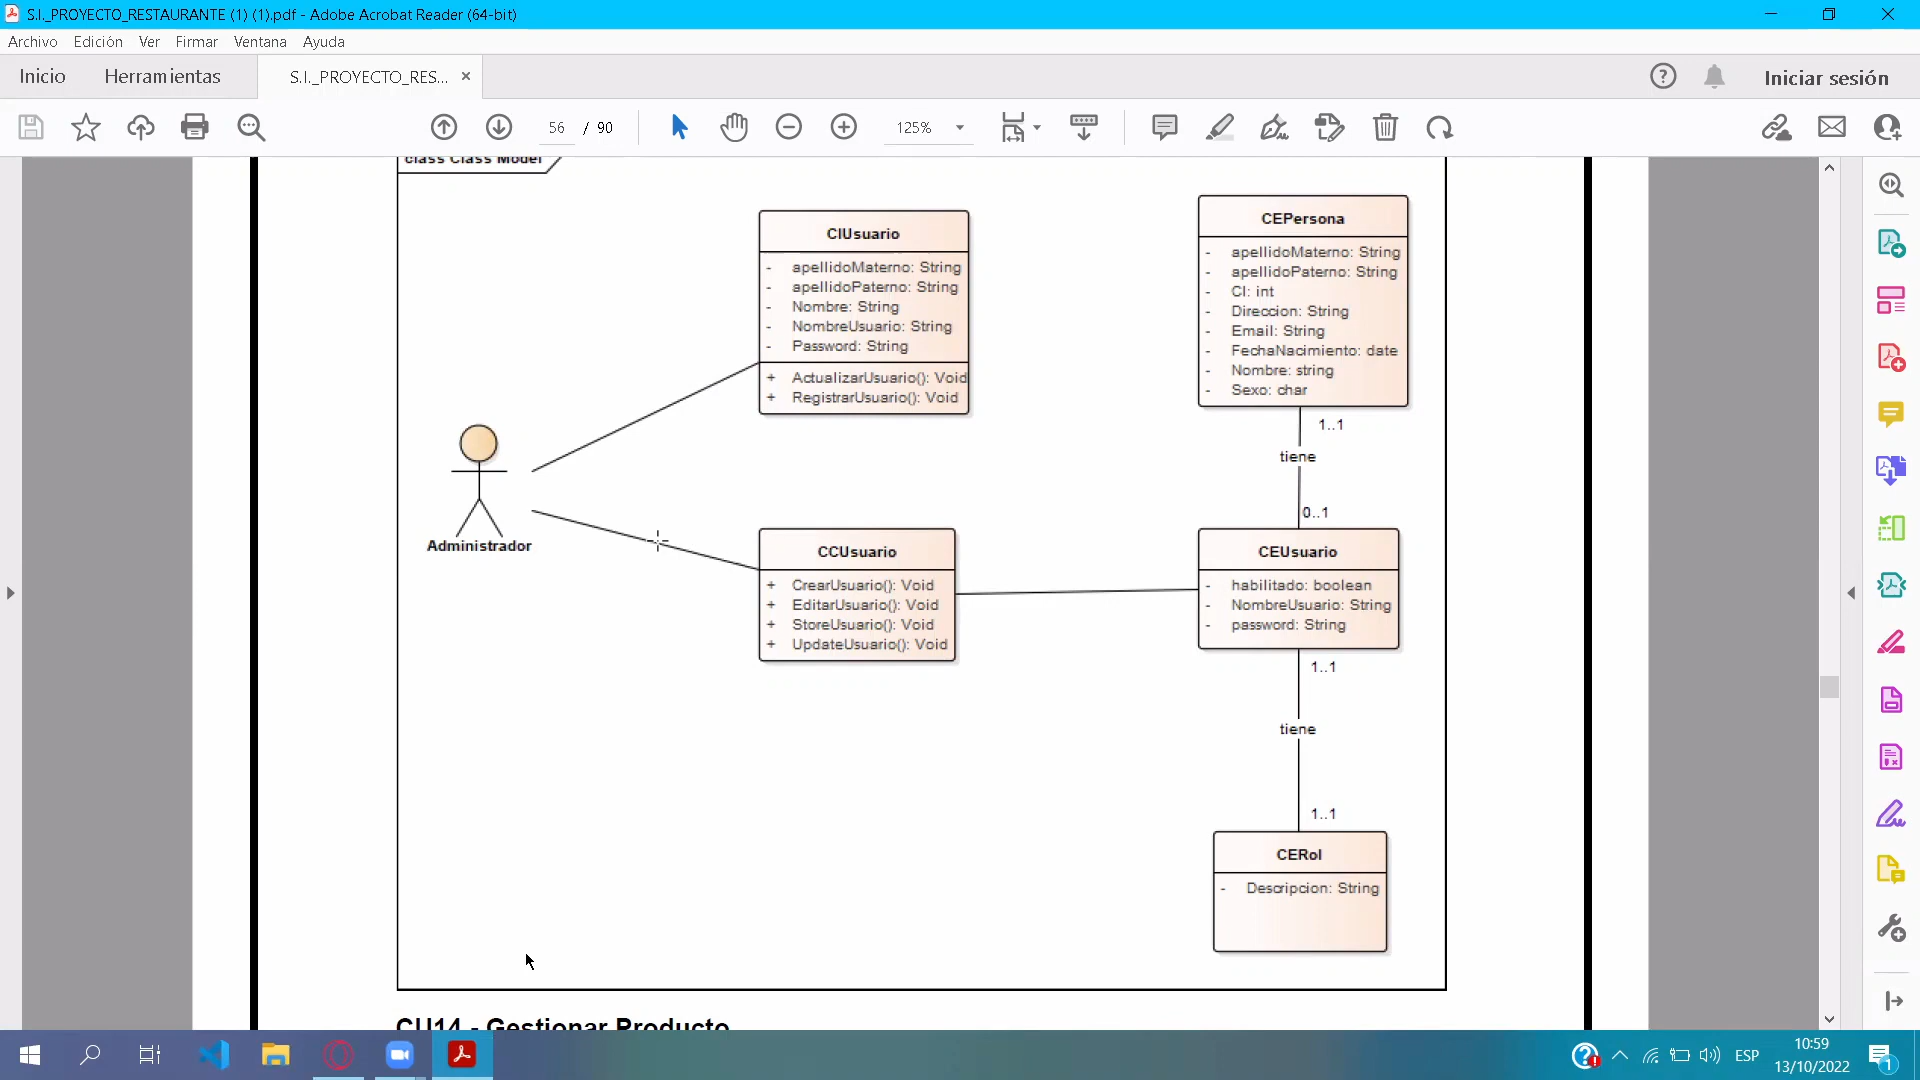 S.I._PROYECTO_RESTAURANTE (1) (1).pdf - Adobe Acrobat Reader (64-bit)
Archivo Edición Ver Firmar Ventana Ayuda
Inicio Herramientas S.I._PROYECTO_RES... × Iniciar sesión
56 / 90 125%
class Class Model
CIUsuario
- apellidoMaterno: String
- apellidoPaterno: String
- Nombre: String
- NombreUsuario: String
- Password: String
+ ActualizarUsuario(): Void
+ RegistrarUsuario(): Void
CEPersona
- apellidoMaterno: String
- apellidoPaterno: String
- CI: int
- Direccion: String
- Email: String
- FechaNacimiento: date
- Nombre: string
- Sexo: char
1..1
tiene
0..1
Administrador
CCUsuario
+ CrearUsuario(): Void
+ EditarUsuario(): Void
+ StoreUsuario(): Void
+ UpdateUsuario(): Void
CEUsuario
- habilitado: boolean
- NombreUsuario: String
- password: String
1..1
tiene
1..1
CERol
- Descripcion: String
CU14 - Gestionar Producto
ESP
10:59
13/10/2022
1